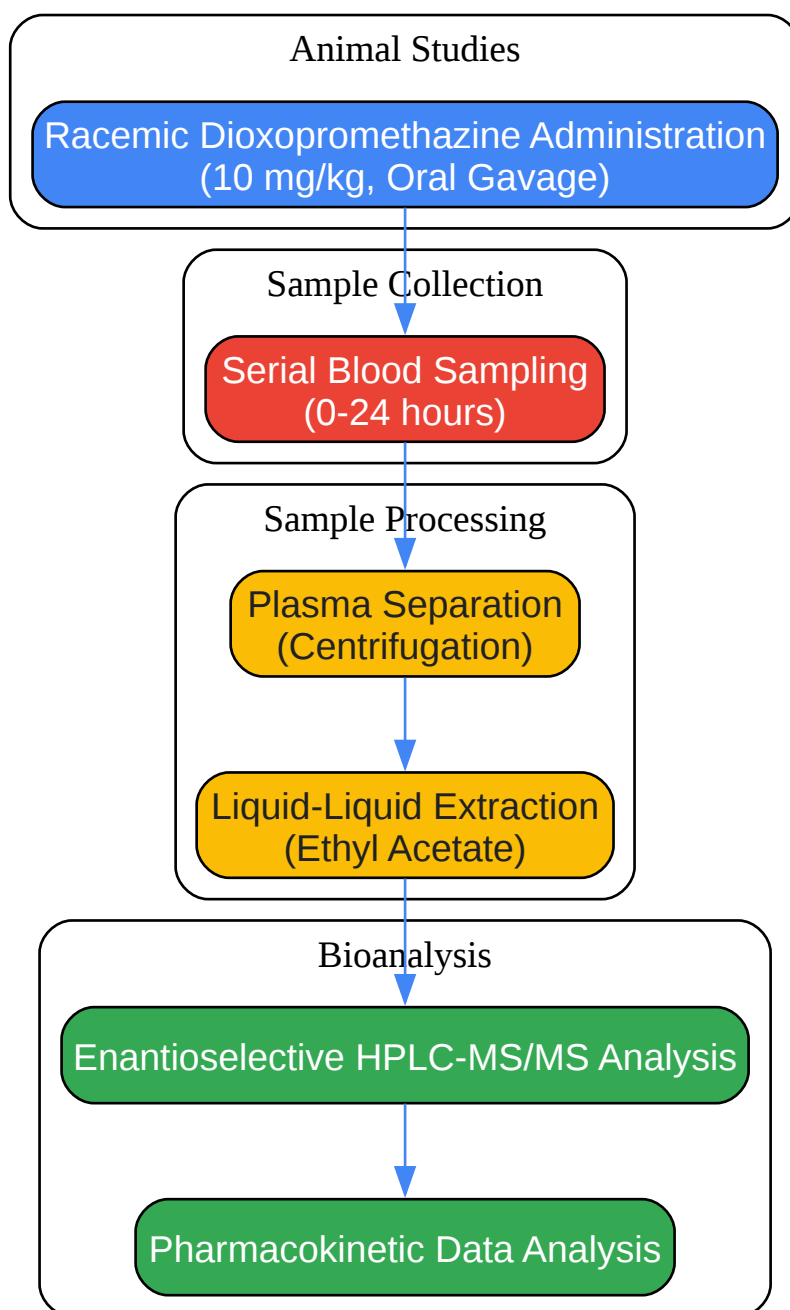 Animal Studies
Racemic Dioxopromethazine Administration
(10 mg/kg, Oral Gavage)
Sample Collection
Serial Blood Sampling
(0-24 hours)
Sample Processing
Plasma Separation
(Centrifugation)
Liquid-Liquid Extraction
(Ethyl Acetate)
Bioanalysis
Enantioselective HPLC-MS/MS Analysis
Pharmacokinetic Data Analysis